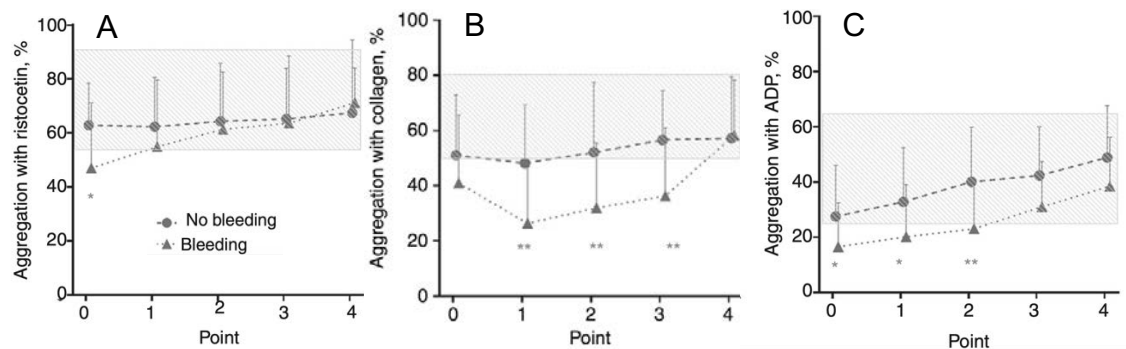 A
Aggregation with ristocetin, %
100
80
60
40
20
0
*
No bleeding
Bleeding
0 1 2 3 4
Point
B
Aggregation with collagen, %
100
80
60
40
20
0
** ** **
0 1 2 3 4
Point
C
Aggregation with ADP, %
100
80
60
40
20
0
* * **
0 1 2 3 4
Point